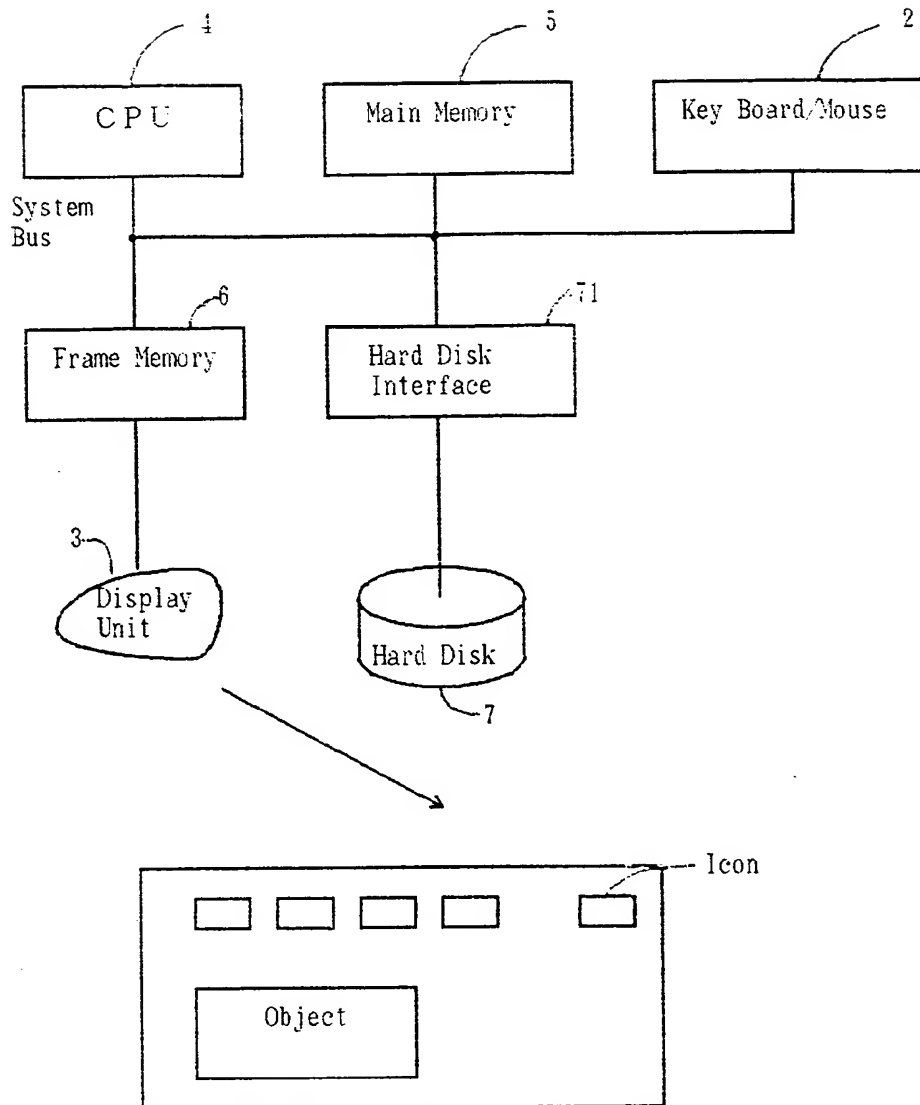 4
5
2
CPU
Main Memory
Key Board/Mouse
System
Bus
6
71
Frame Memory
Hard Disk
Interface
3
Display
Unit
Hard Disk
7
Icon
Object